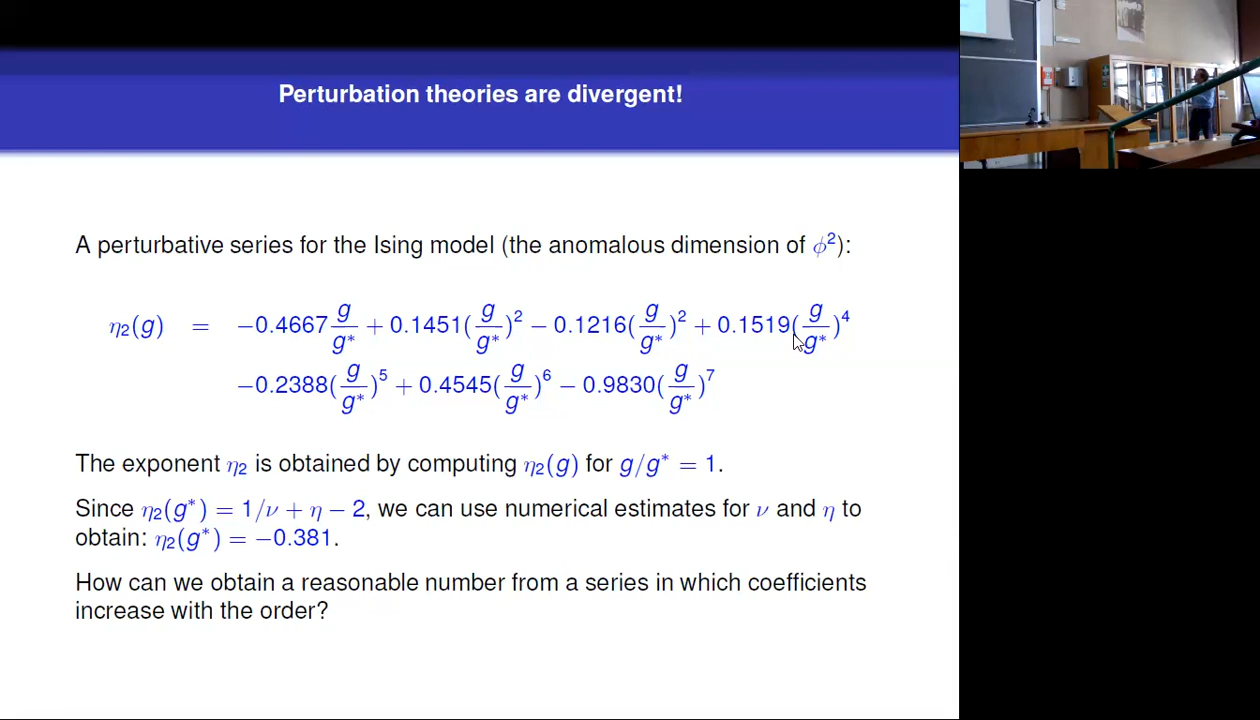 Perturbation theories are divergent!
A perturbative series for the Ising model (the anomalous dimension of ϕ²):
η₂(g) = −0.4667 g/g* + 0.1451(g/g*)² − 0.1216(g/g*)² + 0.1519(g/g*)⁴
−0.2388(g/g*)⁵ + 0.4545(g/g*)⁶ − 0.9830(g/g*)⁷
The exponent η₂ is obtained by computing η₂(g) for g/g* = 1.
Since η₂(g*) = 1/ν + η − 2, we can use numerical estimates for ν and η to
obtain: η₂(g*) = −0.381.
How can we obtain a reasonable number from a series in which coefficients
increase with the order?